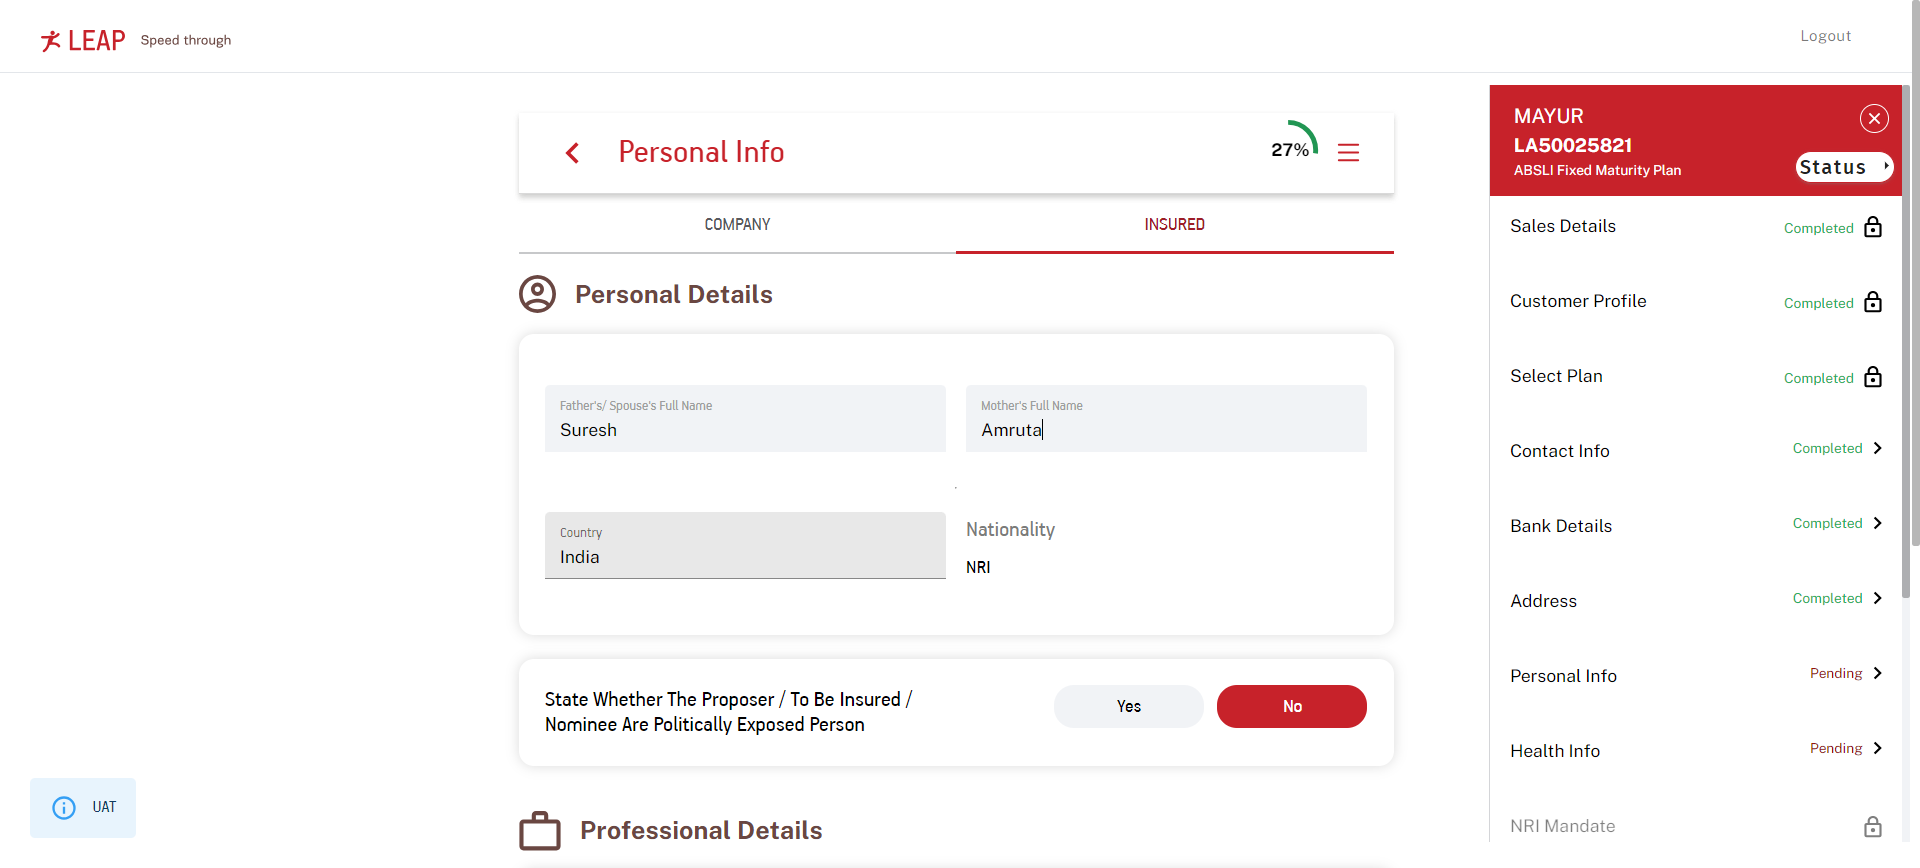 LEAP Speed through
Logout
Personal Info
27%
COMPANY
INSURED
Personal Details
Father's/ Spouse's Full Name
Suresh
Mother's Full Name
Amruta
Country
India
Nationality
NRI
State Whether The Proposer / To Be Insured /
Nominee Are Politically Exposed Person
Yes
No
Professional Details
UAT
MAYUR
LA50025821
ABSLI Fixed Maturity Plan
Status
Sales Details Completed
Customer Profile Completed
Select Plan Completed
Contact Info Completed
Bank Details Completed
Address Completed
Personal Info Pending
Health Info Pending
NRI Mandate